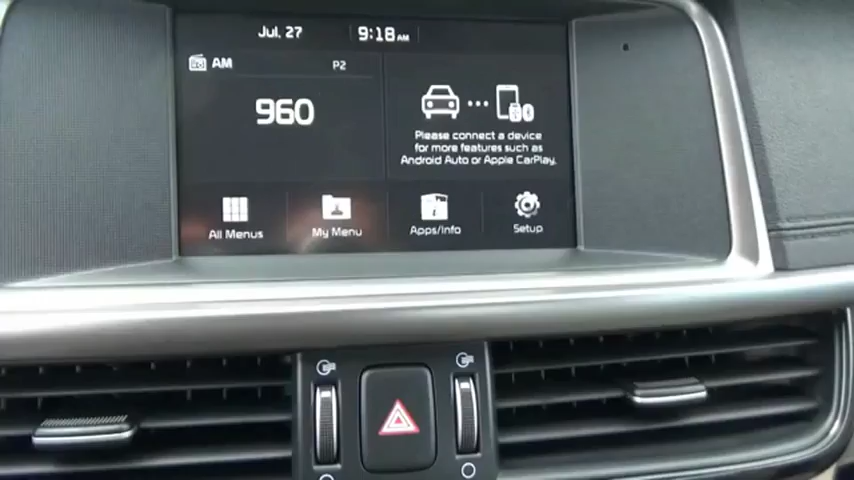 Jul. 27 9:18 AM
AM P2
960
Please connect a device
for more features such as
Android Auto or Apple CarPlay.
All Menus My Menu Apps/Info Setup